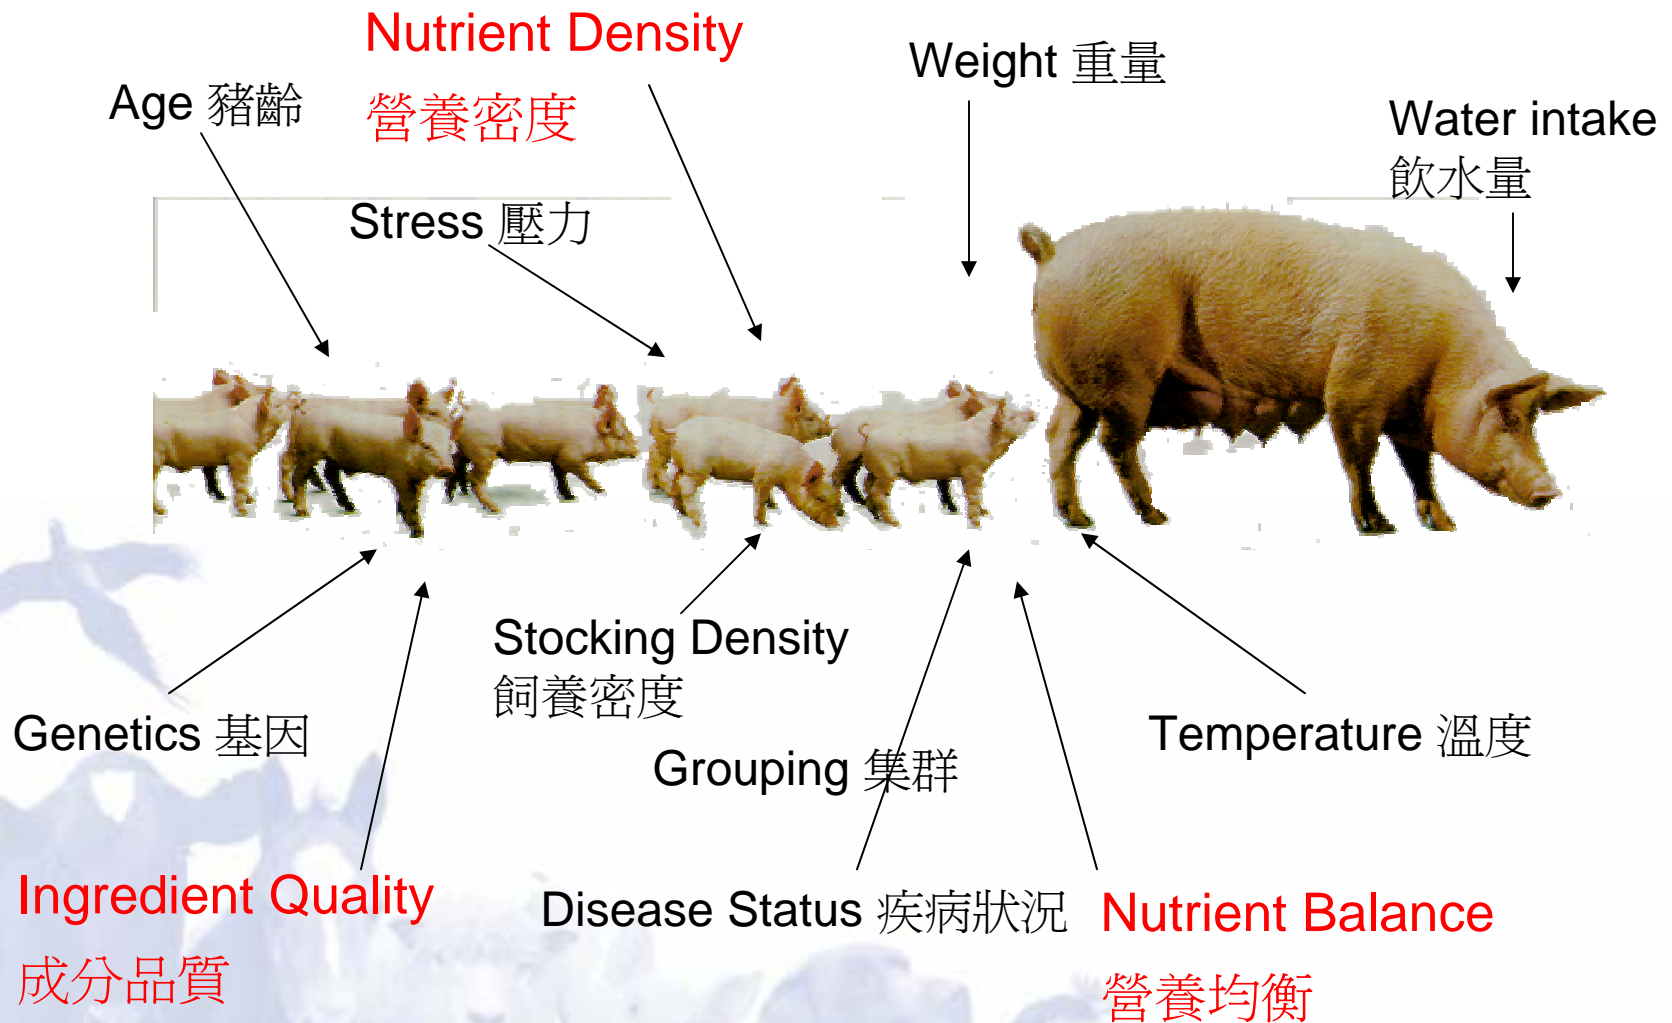 Nutrient Density
營養密度
Age 豬齡
Weight 重量
Water intake
飲水量
Stress 壓力
Stocking Density
飼養密度
Genetics 基因
Grouping 集群
Temperature 溫度
Ingredient Quality
成分品質
Disease Status 疾病狀況
Nutrient Balance
營養均衡